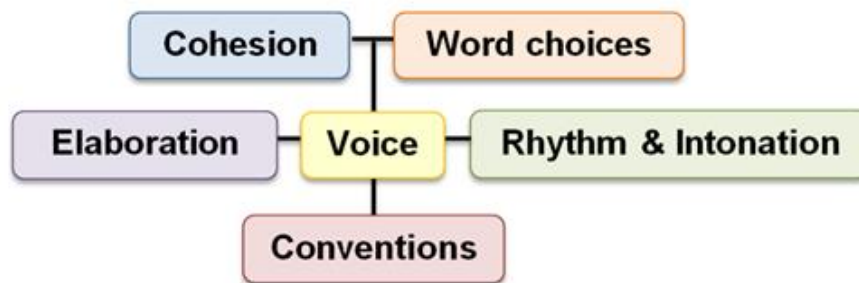 Cohesion Word choices
Elaboration Voice Rhythm & Intonation
Conventions